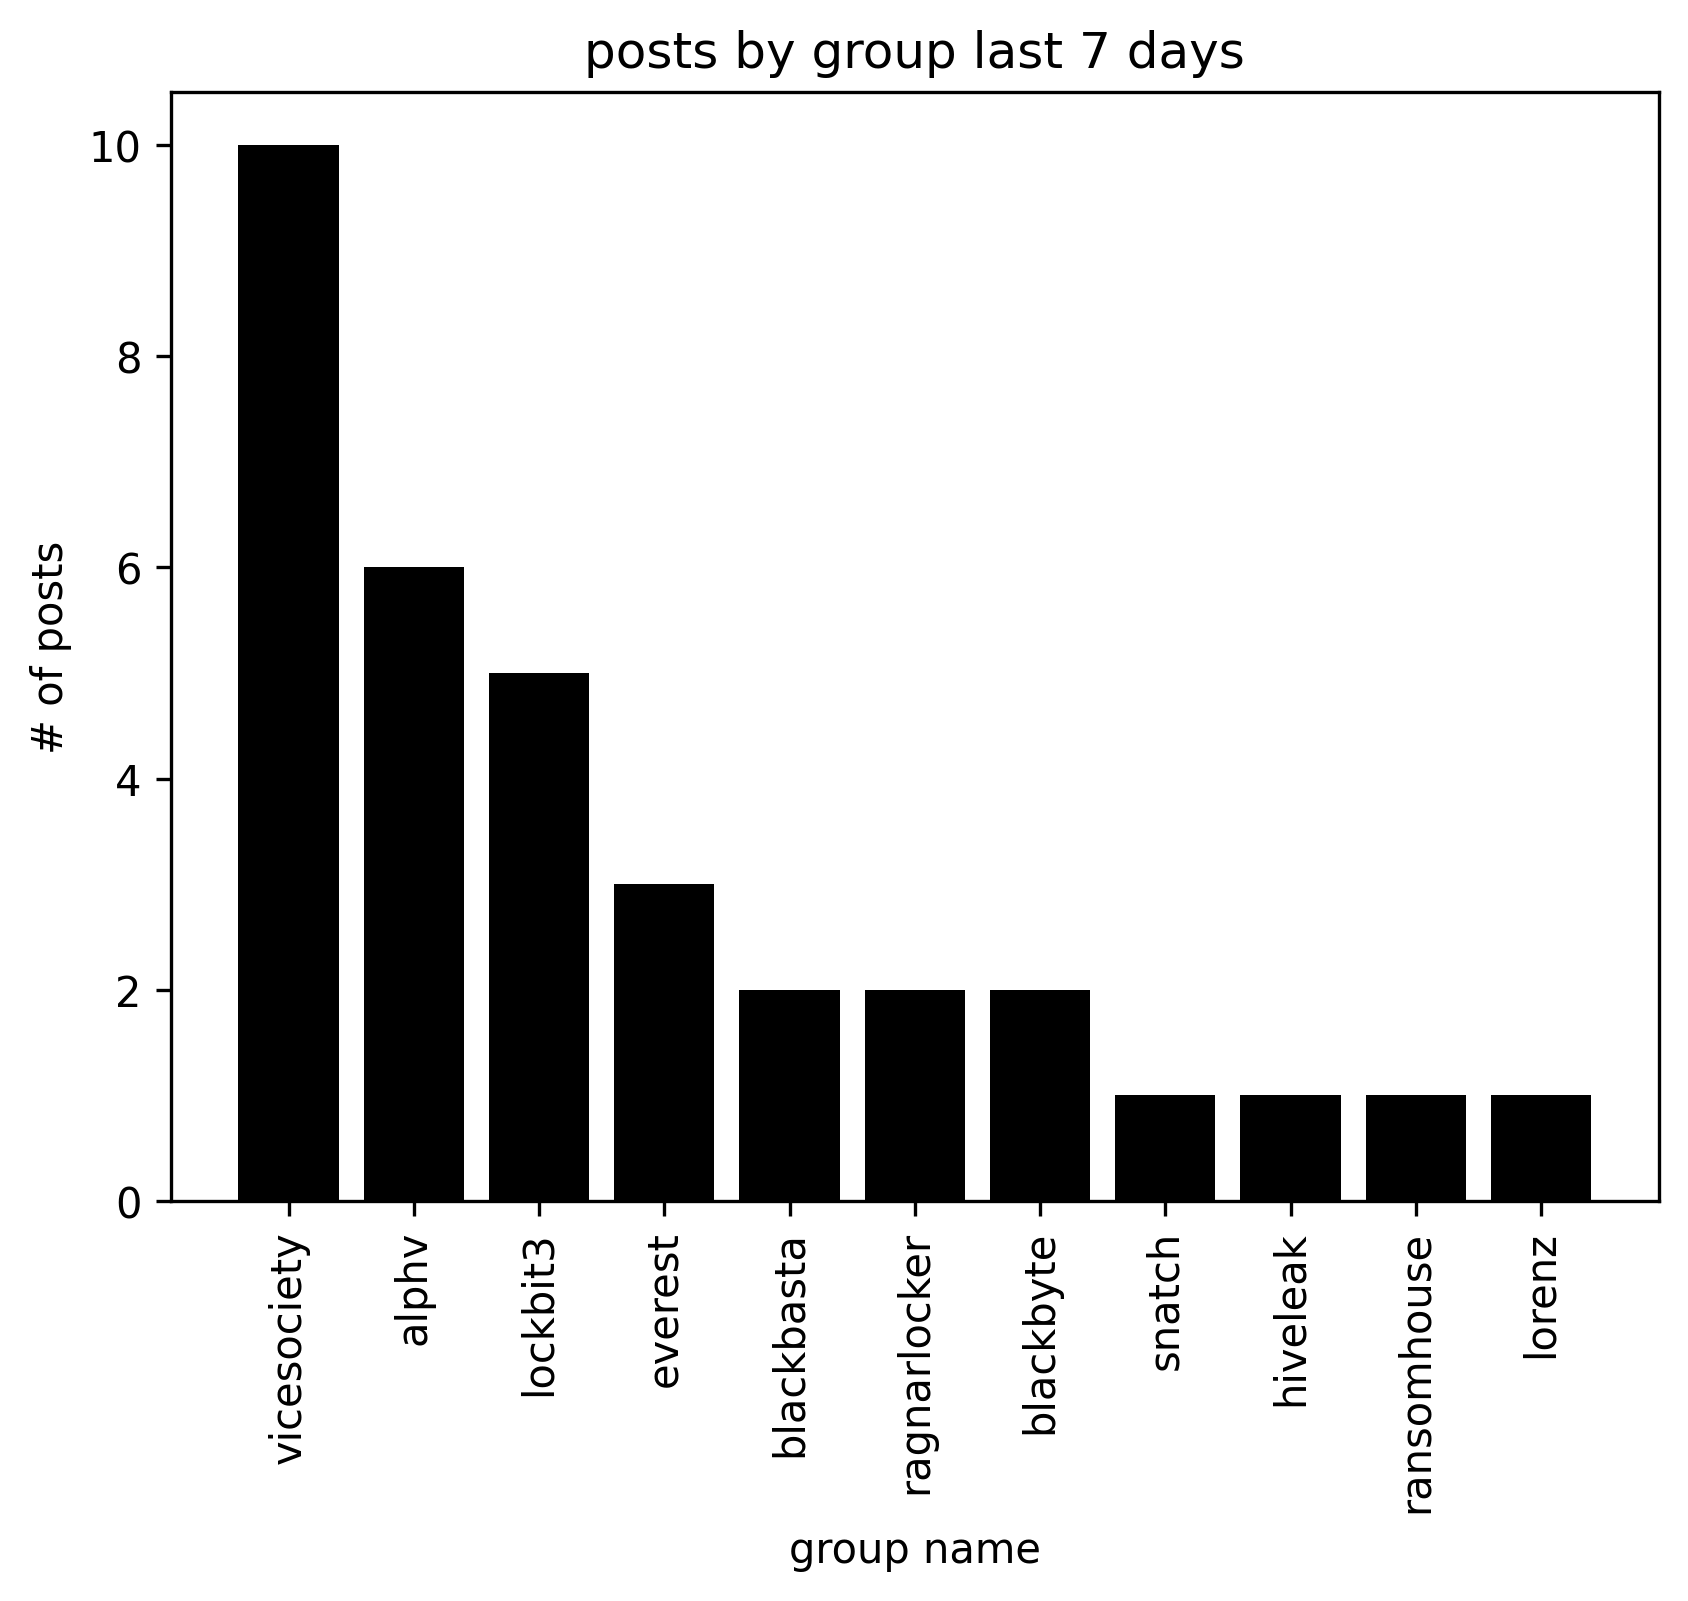 posts by group last 7 days
# of posts
10
8
6
4
2
0
vicesociety
alphv
lockbit3
everest
blackbasta
ragnarlocker
blackbyte
snatch
hiveleak
ransomhouse
lorenz
group name